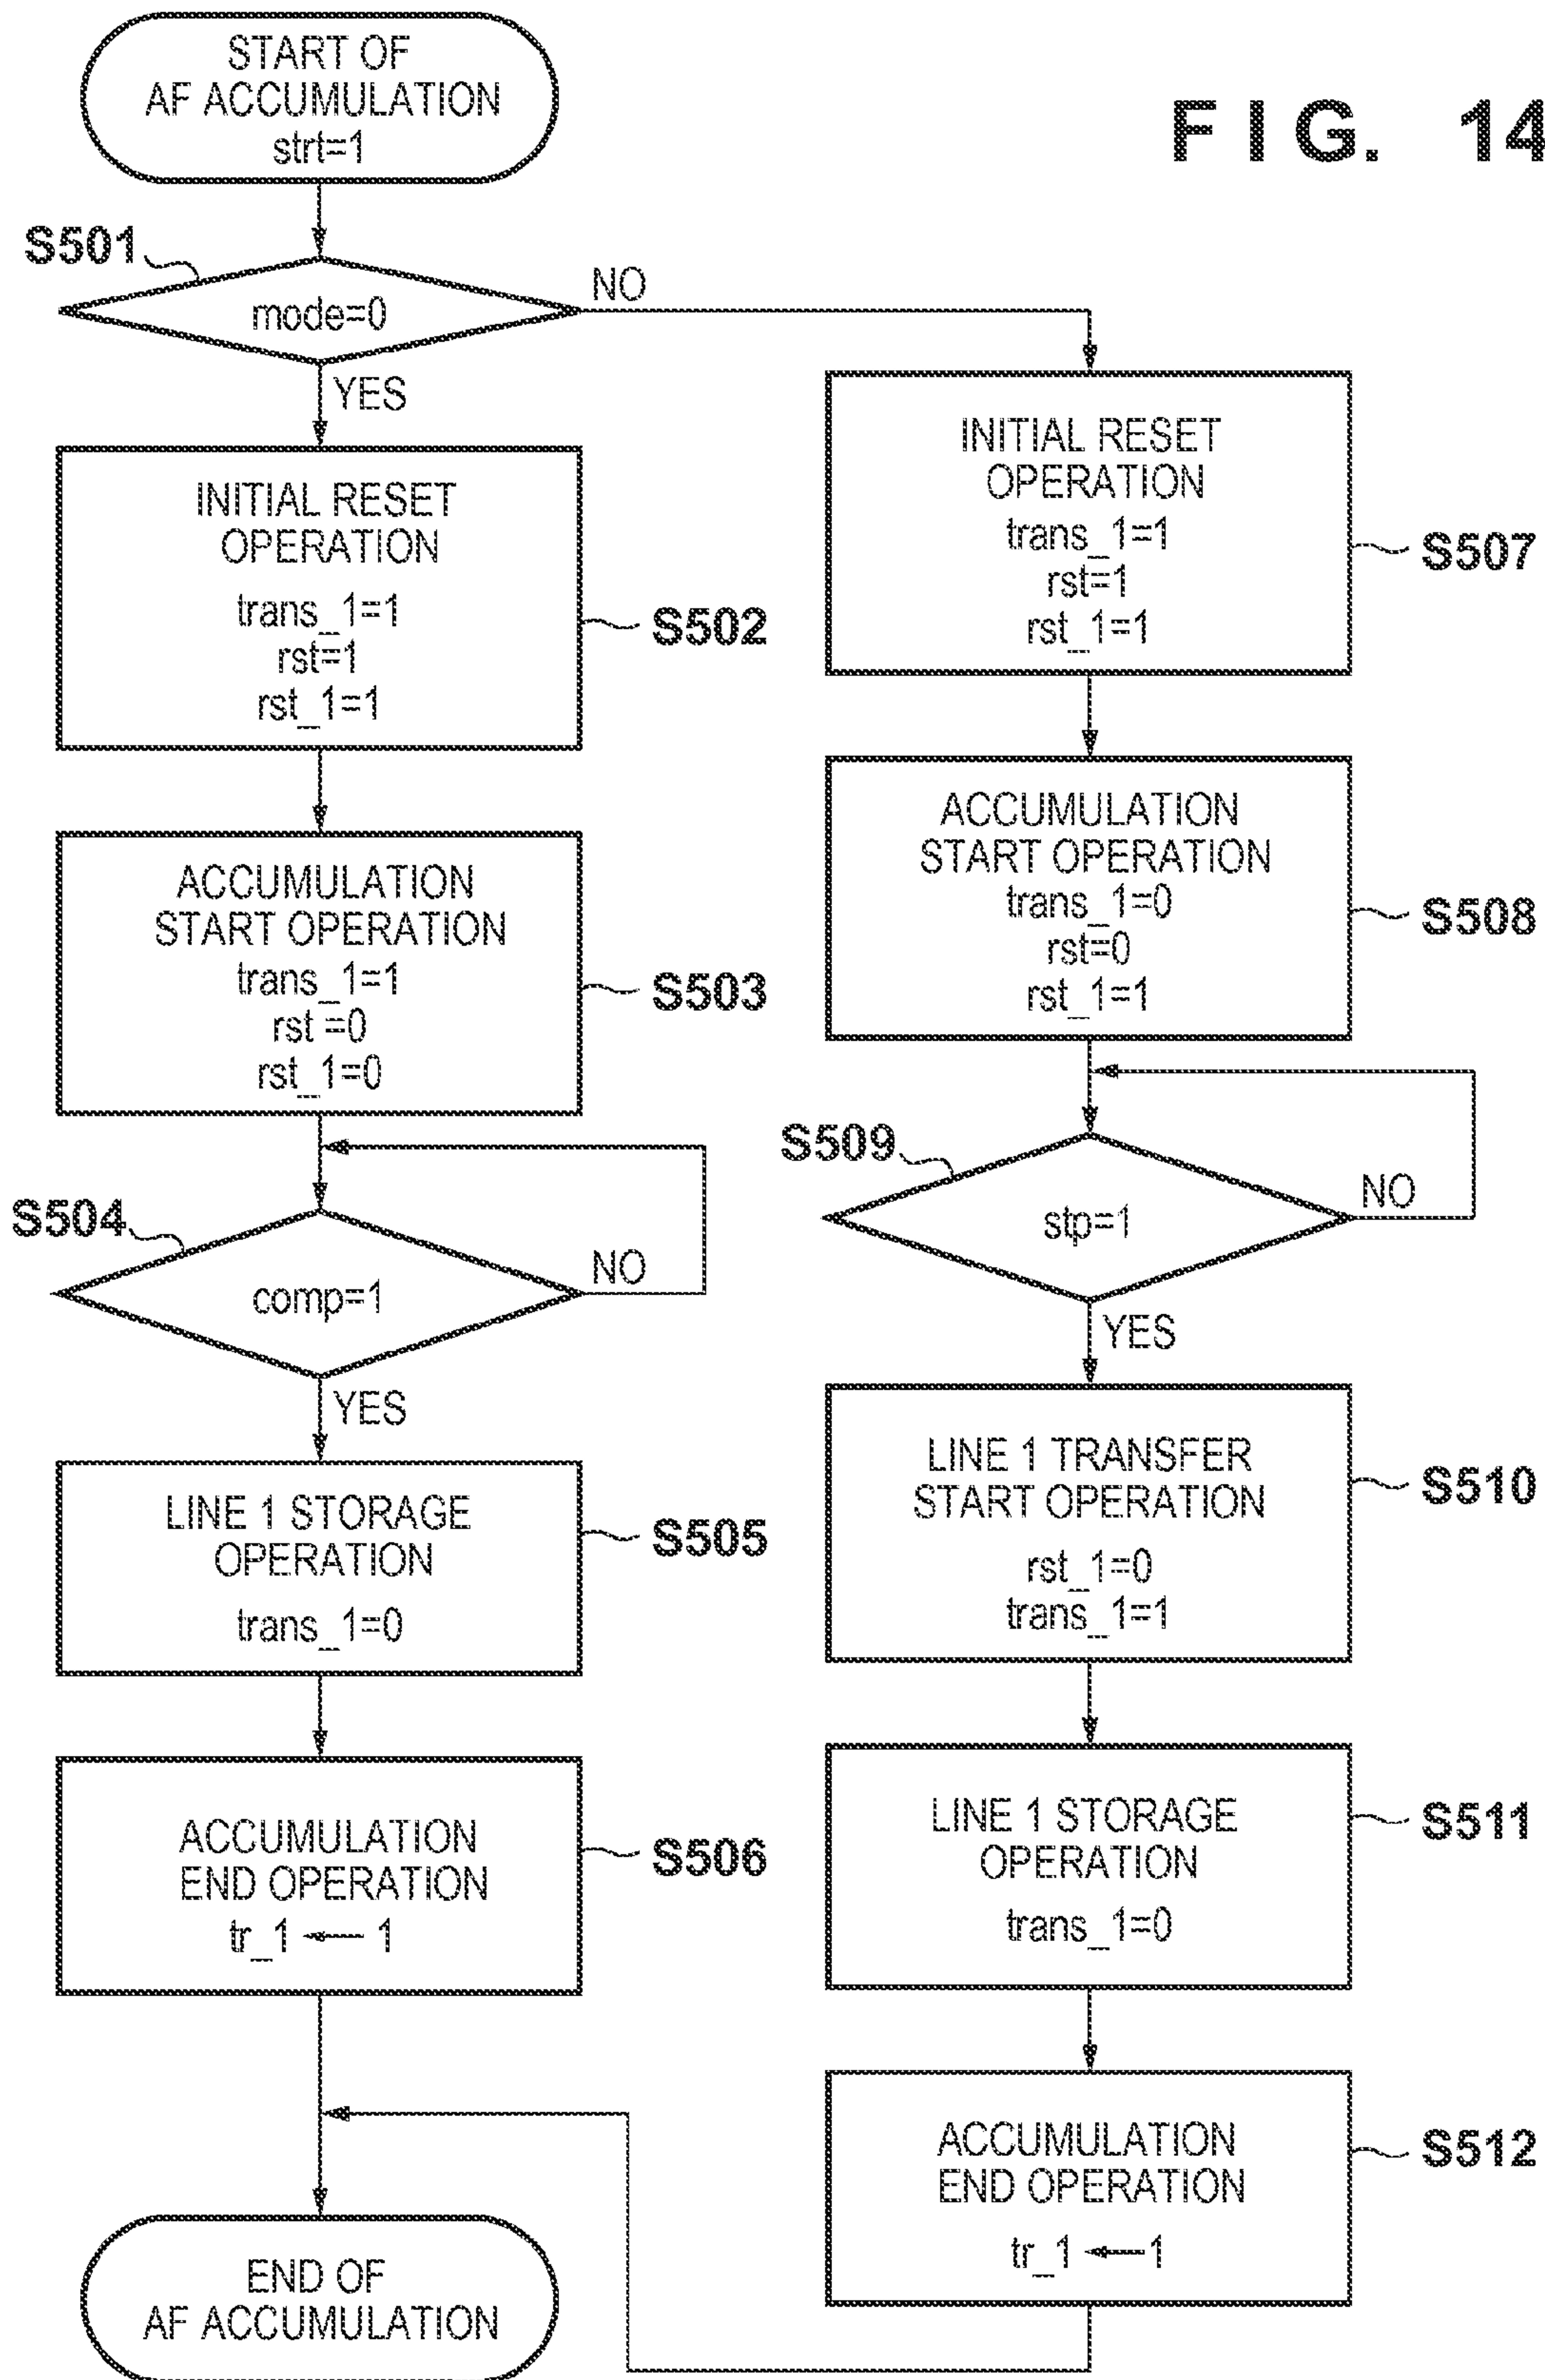 FIG. 14
START OF
AF ACCUMULATION
strt=1
S501
mode=0
NO
YES
INITIAL RESET
OPERATION
trans_1=1
rst=1
rst_1=1
S502
ACCUMULATION
START OPERATION
trans_1=1
rst =0
rst_1=0
S503
S504
comp=1
NO
YES
LINE 1 STORAGE
OPERATION
trans_1=0
S505
ACCUMULATION
END OPERATION
tr_1 ← 1
S506
END OF
AF ACCUMULATION
INITIAL RESET
OPERATION
trans_1=1
rst=1
rst_1=1
S507
ACCUMULATION
START OPERATION
trans_1=0
rst=0
rst_1=1
S508
S509
stp=1
NO
YES
LINE 1 TRANSFER
START OPERATION
rst_1=0
trans_1=1
S510
LINE 1 STORAGE
OPERATION
trans_1=0
S511
ACCUMULATION
END OPERATION
tr_1 ← 1
S512